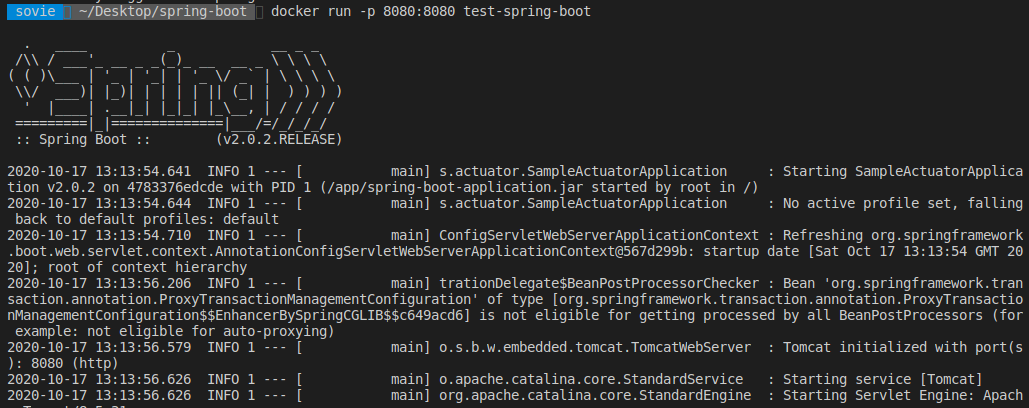 sovie ~/Desktop/spring-boot docker run -p 8080:8080 test-spring-boot
  .   ____          _            __ _ _
 /\\ / ___'_ __ _ _(_)_ __  __ _ \ \ \ \
( ( )\___ | '_ | '_| | '_ \/ _` | \ \ \ \
 \\/  ___)| |_)| | | | | || (_| |  ) ) ) )
  '  |____| .__|_| |_|_| |_\__, | / / / /
 =========|_|==============|___/=/_/_/_/
 :: Spring Boot ::        (v2.0.2.RELEASE)
2020-10-17 13:13:54.641  INFO 1 --- [           main] s.actuator.SampleActuatorApplication     : Starting SampleActuatorApplica
tion v2.0.2 on 4783376edcde with PID 1 (/app/spring-boot-application.jar started by root in /)
2020-10-17 13:13:54.644  INFO 1 --- [           main] s.actuator.SampleActuatorApplication     : No active profile set, falling
 back to default profiles: default
2020-10-17 13:13:54.710  INFO 1 --- [           main] ConfigServletWebServerApplicationContext : Refreshing org.springframework
.boot.web.servlet.context.AnnotationConfigServletWebServerApplicationContext@567d299b: startup date [Sat Oct 17 13:13:54 GMT 20
20]; root of context hierarchy
2020-10-17 13:13:56.206  INFO 1 --- [           main] trationDelegate$BeanPostProcessorChecker : Bean 'org.springframework.tran
saction.annotation.ProxyTransactionManagementConfiguration' of type [org.springframework.transaction.annotation.ProxyTransactio
nManagementConfiguration$$EnhancerBySpringCGLIB$$c649acd6] is not eligible for getting processed by all BeanPostProcessors (for
 example: not eligible for auto-proxying)
2020-10-17 13:13:56.579  INFO 1 --- [           main] o.s.b.w.embedded.tomcat.TomcatWebServer  : Tomcat initialized with port(s
): 8080 (http)
2020-10-17 13:13:56.626  INFO 1 --- [           main] o.apache.catalina.core.StandardService   : Starting service [Tomcat]
2020-10-17 13:13:56.626  INFO 1 --- [           main] org.apache.catalina.core.StandardEngine  : Starting Servlet Engine: Apach